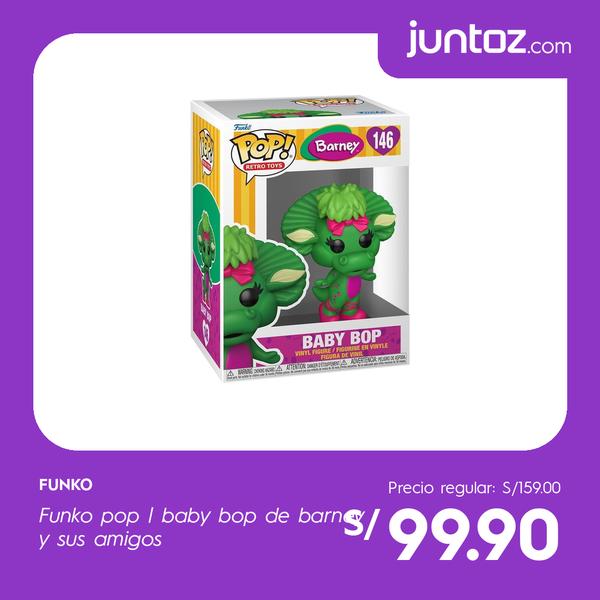 juntoz.com
Funko
POP!
RETRO TOYS
Barney
146
POP!
BABY BOP
VINYL FIGURE / FIGURINE EN VINYLE
FIGURA DE VINIL
FUNKO
Precio regular: S/159.00
Funko pop | baby bop de barney
y sus amigos
S/ 99.90